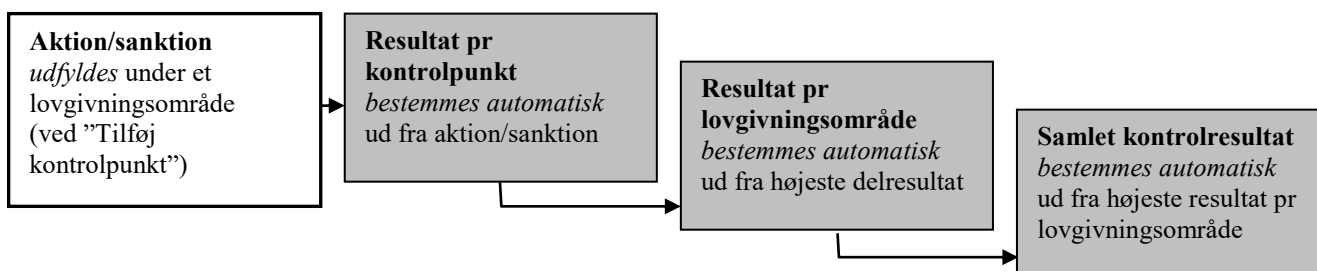 Aktion/sanktion
udfyldes under et
lovgivningsområde
(ved ”Tilføj
kontrolpunkt”)
Resultat pr
kontrolpunkt
bestemmes automatisk
ud fra aktion/sanktion
Resultat pr
lovgivningsområde
bestemmes automatisk
ud fra højeste delresultat
Samlet kontrolresultat
bestemmes automatisk
ud fra højeste resultat pr
lovgivningsområde